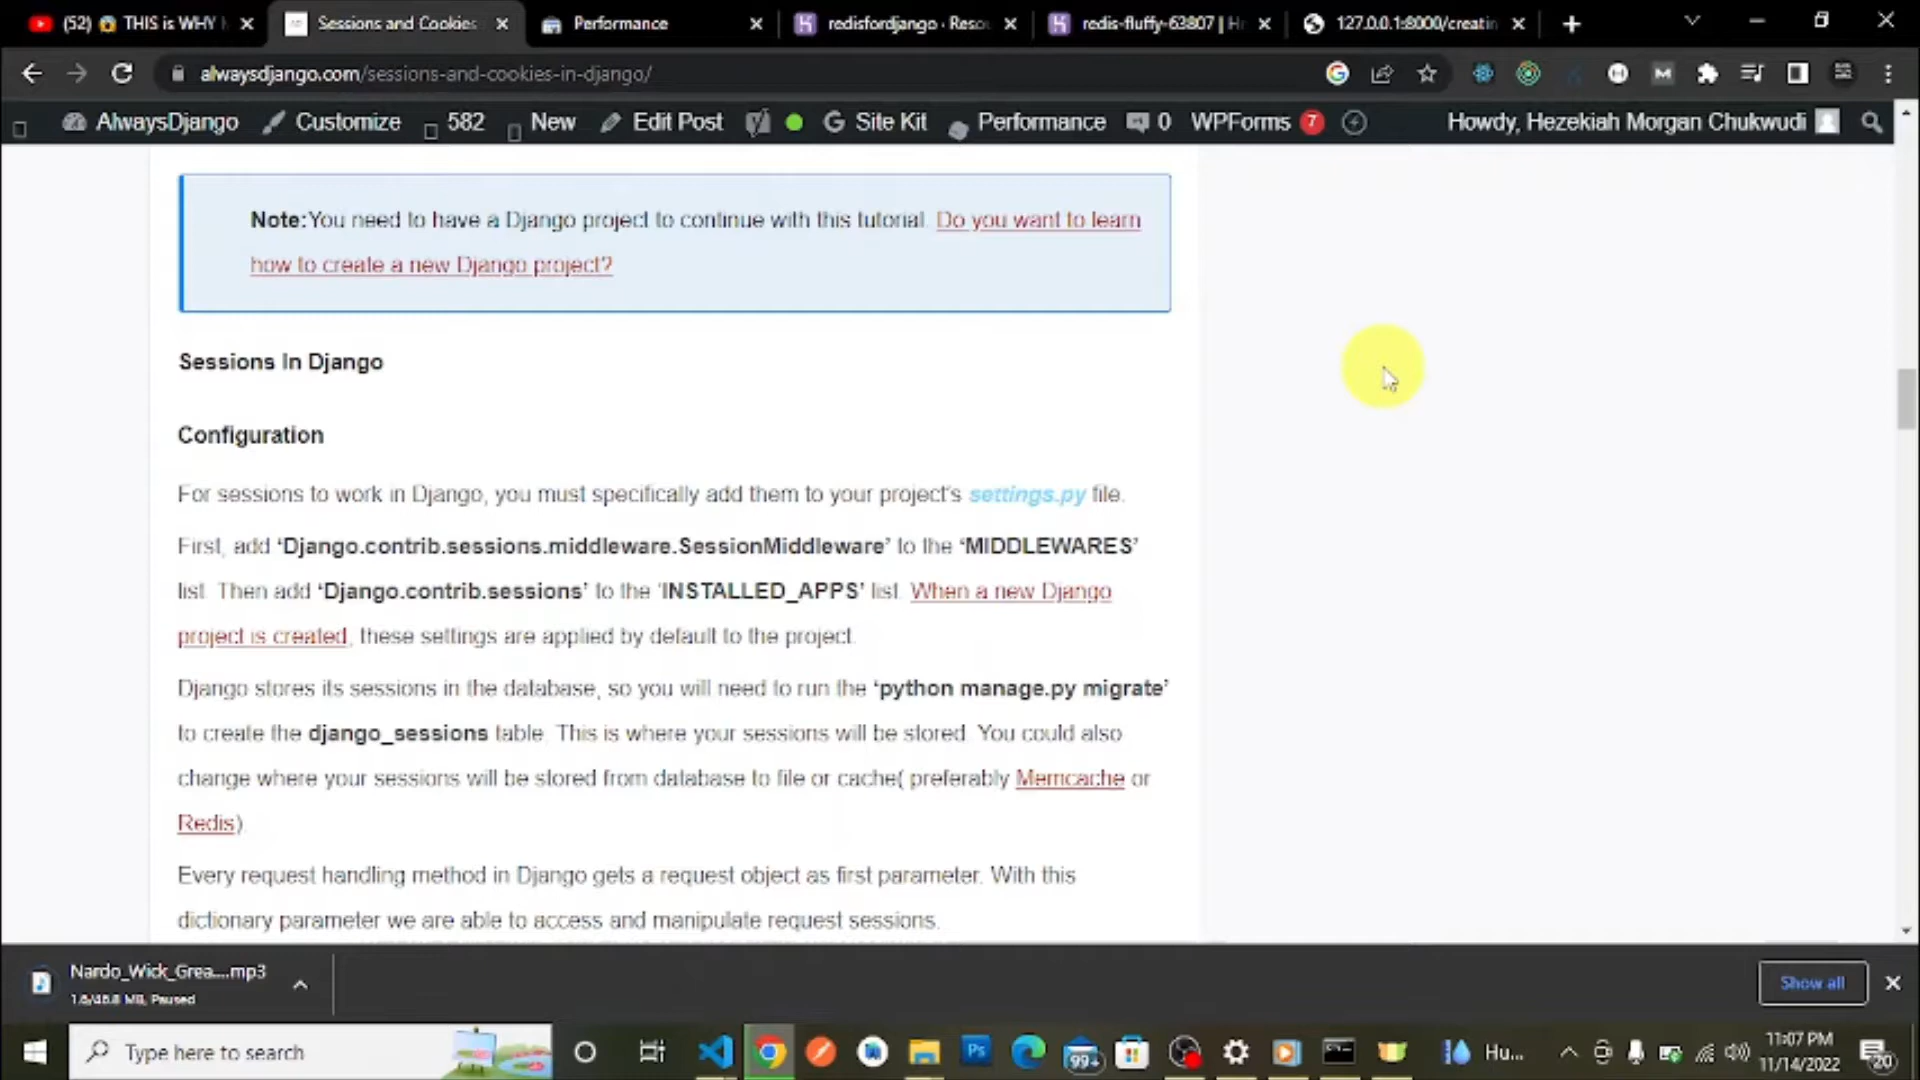 (52) 😱 THIS is WHY
Sessions and Cookies
Performance
redisfordjango · Reso
redis-fluffy-63807 | H
127.0.0.1:8000/creatin
alwaysdjango.com/sessions-and-cookies-in-django/
AlwaysDjango Customize 582 New Edit Post Site Kit Performance 0 WPForms 7 Howdy, Hezekiah Morgan Chukwudi
Note:You need to have a Django project to continue with this tutorial. Do you want to learn
how to create a new Django project?
Sessions In Django
Configuration
For sessions to work in Django, you must specifically add them to your project's settings.py file.
First, add ‘Django.contrib.sessions.middleware.SessionMiddleware’ to the ‘MIDDLEWARES’
list. Then add ‘Django.contrib.sessions’ to the ‘INSTALLED_APPS’ list. When a new Django
project is created, these settings are applied by default to the project.
Django stores its sessions in the database, so you will need to run the ‘python manage.py migrate’
to create the django_sessions table. This is where your sessions will be stored. You could also
change where your sessions will be stored from database to file or cache( preferably Memcache or
Redis)
Every request handling method in Django gets a request object as first parameter. With this
dictionary parameter we are able to access and manipulate request sessions.
Nardo_Wick_Grea....mp3
1.6/46.8 MB, Paused
Show all
Type here to search
Ps
99+
Hu...
11:07 PM
11/14/2022
20